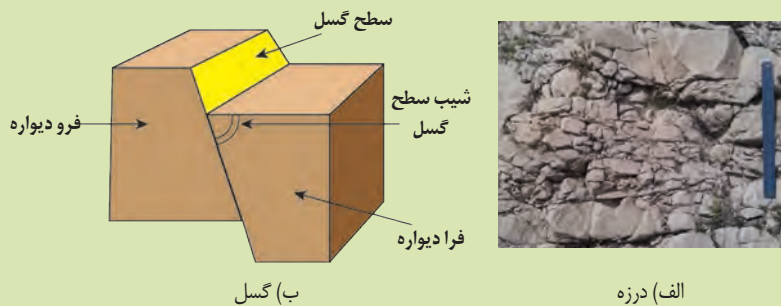 سطح گسل
شیب سطح
گسل
فرو دیواره
فرا دیواره
الف) درزه
ب) گسل